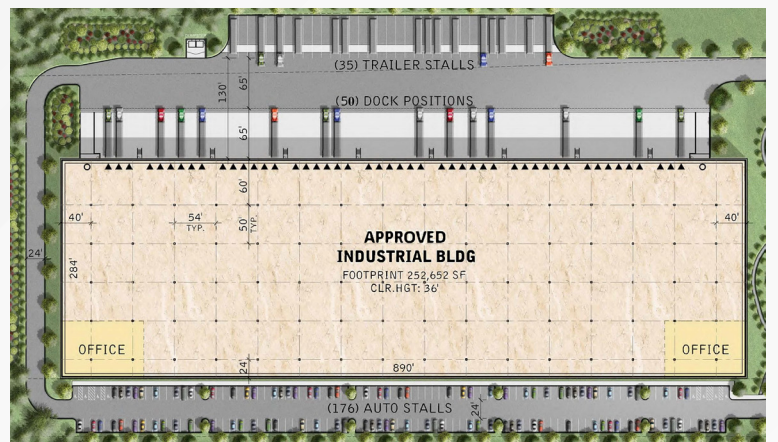 (35) TRAILER STALLS
65'
130'
(50) DOCK POSITIONS
65'
60'
40'
54'
TYP.
50'
TYP.
40'
APPROVED
INDUSTRIAL BLDG
FOOTPRINT 252,652 SF
CLR.HGT: 36'
24'
284'
OFFICE
OFFICE
24'
890'
(176) AUTO STALLS
24'